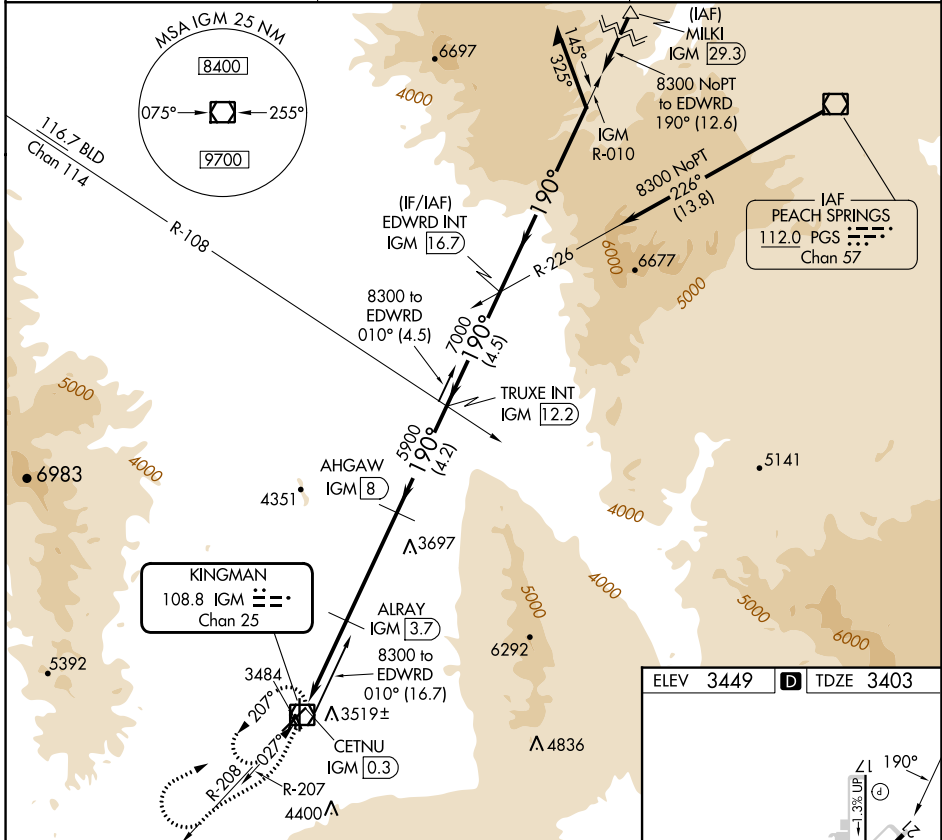 MSA IGM 25 NM
8400
075°
255°
9700
116.7 BLD
Chan 114
R-108
6697
4000
145°
325°
(IAF)
MILKI
IGM 29.3
8300 NoPT
to EDWRD
190° (12.6)
IGM
R-010
190°
8300 NoPT
226°
(13.8)
IAF
PEACH SPRINGS
112.0 PGS
Chan 57
(IF/IAF)
EDWRD INT
IGM 16.7
R-226
6000
6677
5000
8300 to
EDWRD
010° (4.5)
7000
190°
(4.5)
TRUXE INT
IGM 12.2
5900
190°
(4.2)
5000
4000
6983
4351
AHGAW
IGM 8
3697
5141
4000
KINGMAN
108.8 IGM
Chan 25
ALRAY
IGM 3.7
8300 to
EDWRD
010° (16.7)
5000
4000
6292
5000
6000
5392
3484
207°
3519±
027°
CETNU
IGM 0.3
R-208
R-207
4400
4836
ELEV 3449 D TDZE 3403
190°
17
P
1.3% UP
21